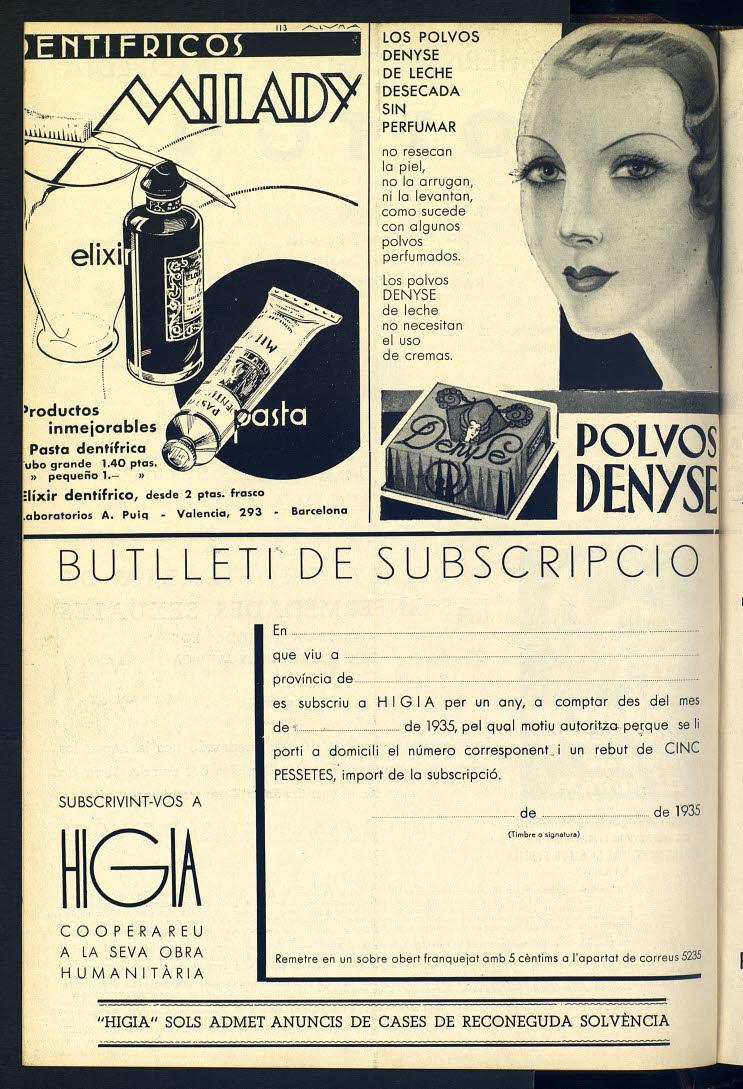 113 ALVMA
DENTIFRICOS
MILADY
elixir
pasta
Productos
inmejorables
Pasta dentífrica
Tubo grande 1.40 ptas.
» pequeño 1.— »
Elixir dentífrico, desde 2 ptas. frasco
Laboratorios A. Puig - Valencia, 293 - Barcelona
LOS POLVOS
DENYSE
DE LECHE
DESECADA
SIN
PERFUMAR
no resecan
la piel,
no la arrugan,
ni la levantan,
como sucede
con algunos
polvos
perfumados.
Los polvos
DENYSE
de leche
no necesitan
el uso
de cremas.
Denyse
POLVOS
DENYSE
BUTLLETI DE SUBSCRIPCIO
En
que viu a
província de
es subscriu a HIGIA per un any, a comptar des del mes
de de 1935, pel qual motiu autoritza perque se li
porti a domicili el número corresponent i un rebut de CINC
PESSETES, import de la subscripció.
de de 1935
(Timbre o signatura)
Remetre en un sobre obert franquejat amb 5 cèntims a l'apartat de correus 5235
SUBSCRIVINT-VOS A
HIGIA
COOPERAREU
A LA SEVA OBRA
HUMANITÀRIA
"HIGIA" SOLS ADMET ANUNCIS DE CASES DE RECONEGUDA SOLVÈNCIA